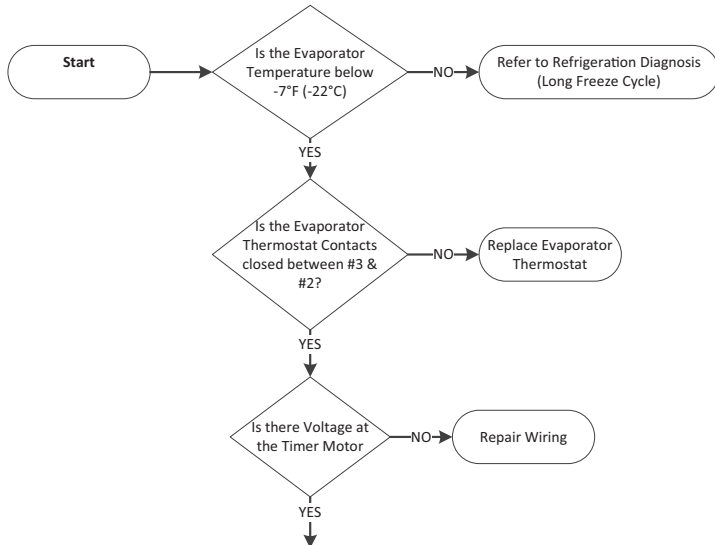 Start
Is the Evaporator
Temperature below
-7°F (-22°C)
NO
Refer to Refrigeration Diagnosis
(Long Freeze Cycle)
YES
Is the Evaporator
Thermostat Contacts
closed between #3 &
#2?
NO
Replace Evaporator
Thermostat
YES
Is there Voltage at
the Timer Motor
NO
Repair Wiring
YES